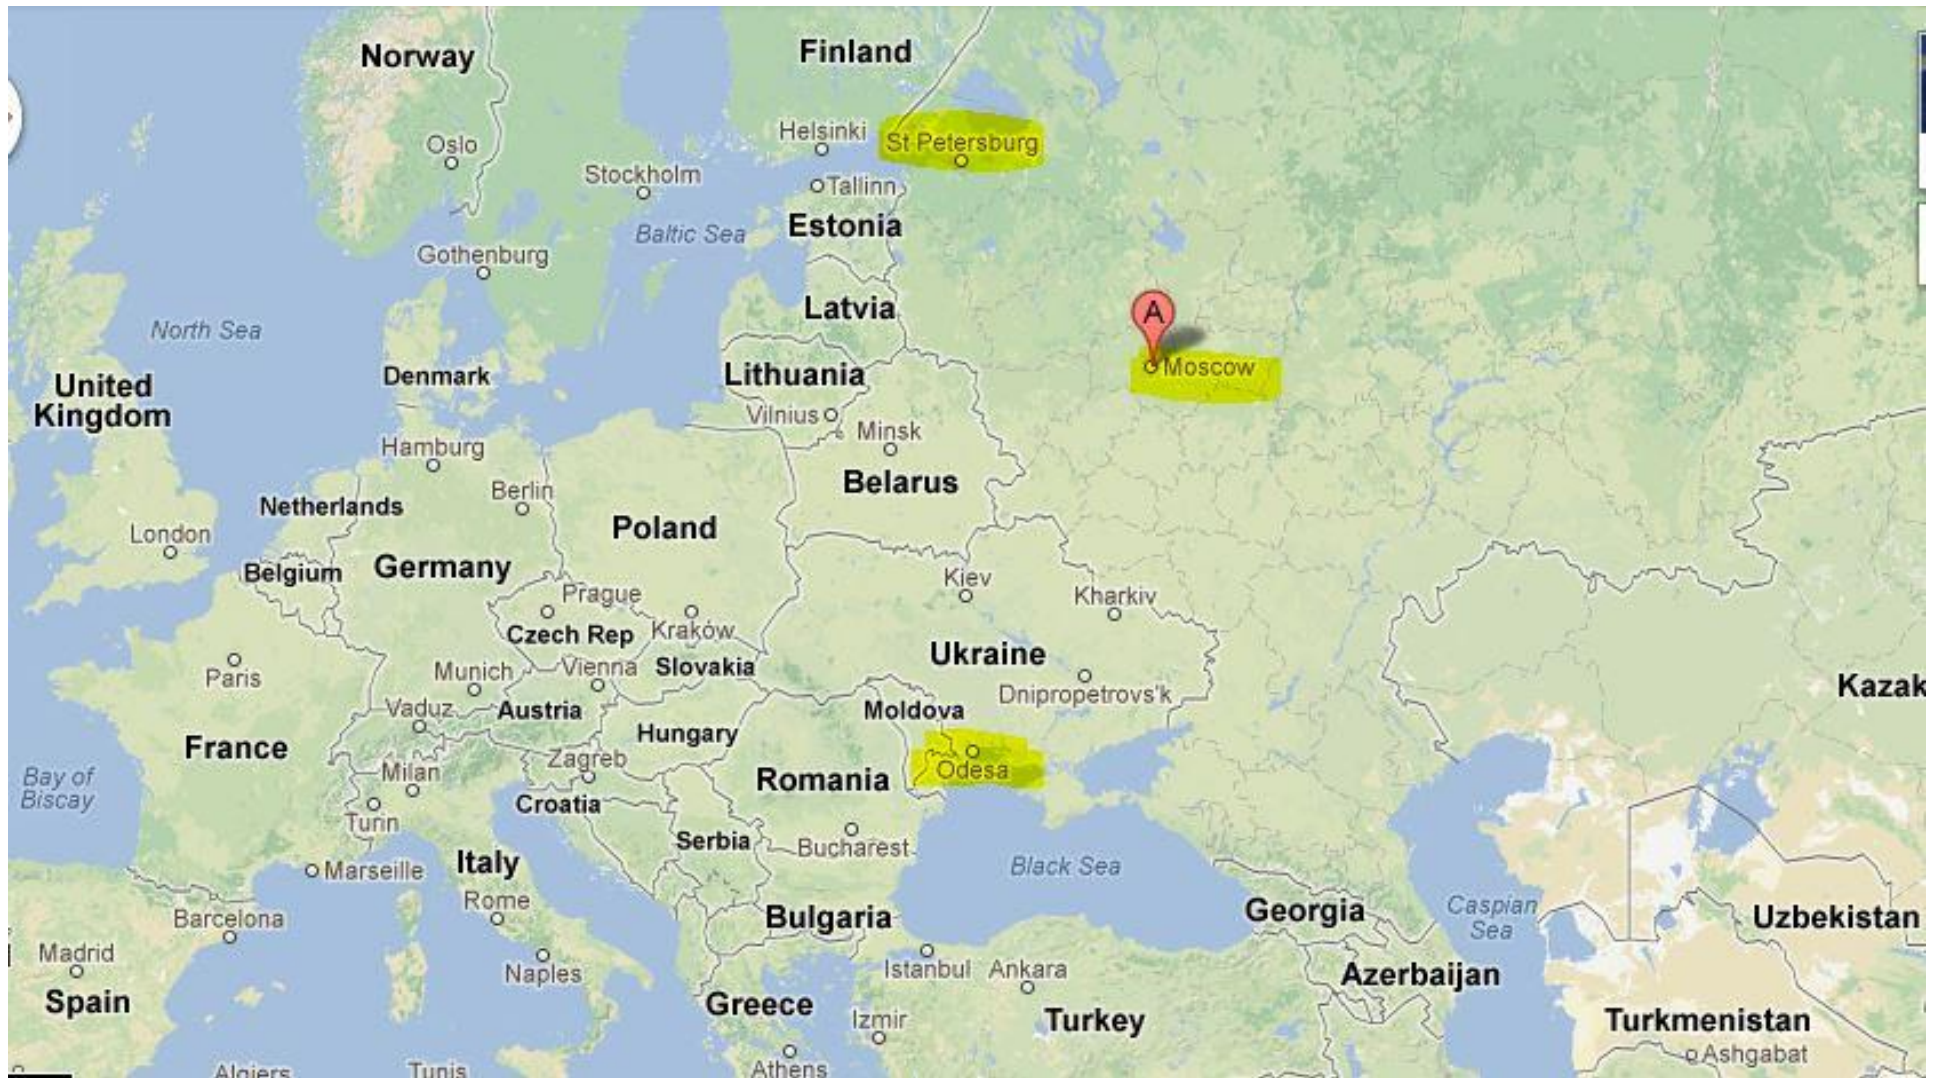 Norway
Finland
Helsinki
St Petersburg
Oslo
Stockholm
Tallinn
Estonia
Baltic Sea
Gothenburg
Latvia
A
North Sea
Moscow
Denmark
Lithuania
United
Kingdom
Vilnius
Minsk
Hamburg
Belarus
Berlin
Netherlands
Poland
London
Belgium
Germany
Kiev
Kharkiv
Prague
Czech Rep
Kraków
Ukraine
Paris
Munich
Vienna
Slovakia
Dnipropetrovs'k
Kazak
Vaduz
Austria
Moldova
Hungary
France
Zagreb
Odesa
Bay of
Biscay
Milan
Romania
Croatia
Turin
Serbia
Bucharest
Italy
Marseille
Black Sea
Rome
Barcelona
Bulgaria
Georgia
Caspian
Sea
Uzbekistan
Madrid
Naples
Istanbul
Ankara
Azerbaijan
Spain
Greece
Izmir
Turkey
Turkmenistan
Ashgabat
Algiers
Tunis
Athens